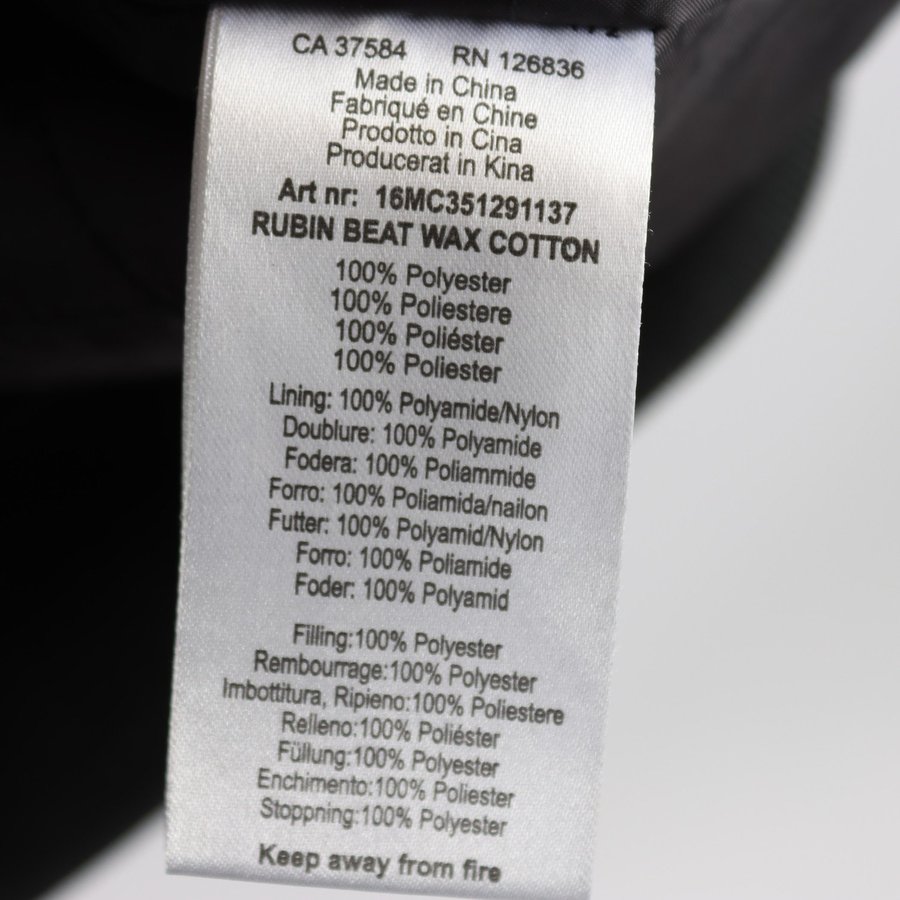 CA 37584 RN 126836
Made in China
Fabriqué en Chine
Prodotto in Cina
Producerat in Kina
Art nr: 16MC351291137
RUBIN BEAT WAX COTTON
100% Polyester
100% Poliestere
100% Poliéster
100% Poliester
Lining: 100% Polyamide/Nylon
Doublure: 100% Polyamide
Fodera: 100% Poliammide
Forro: 100% Poliamida/nailon
Futter: 100% Polyamid/Nylon
Forro: 100% Poliamide
Foder: 100% Polyamid
Filling:100% Polyester
Rembourrage:100% Polyester
Imbottitura, Ripieno:100% Poliestere
Relleno:100% Poliéster
Füllung:100% Polyester
Enchimento:100% Poliester
Stoppning:100% Polyester
Keep away from fire